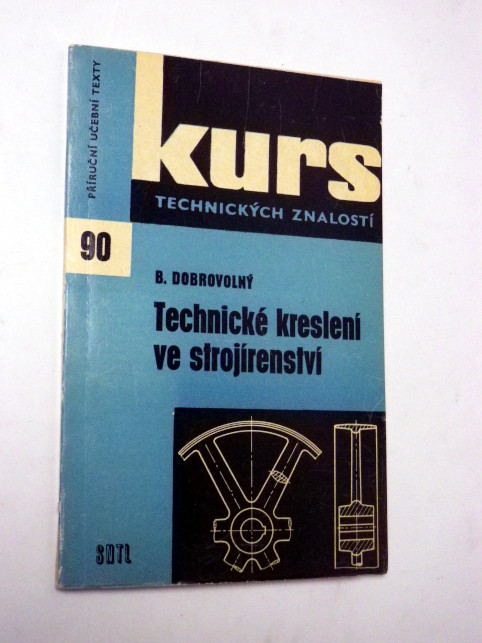 PŘÍRUČNÍ UČEBNÍ TEXTY
kurs
TECHNICKÝCH ZNALOSTÍ
90
B. DOBROVOLNÝ
Technické kreslení
ve strojírenství
SNTL